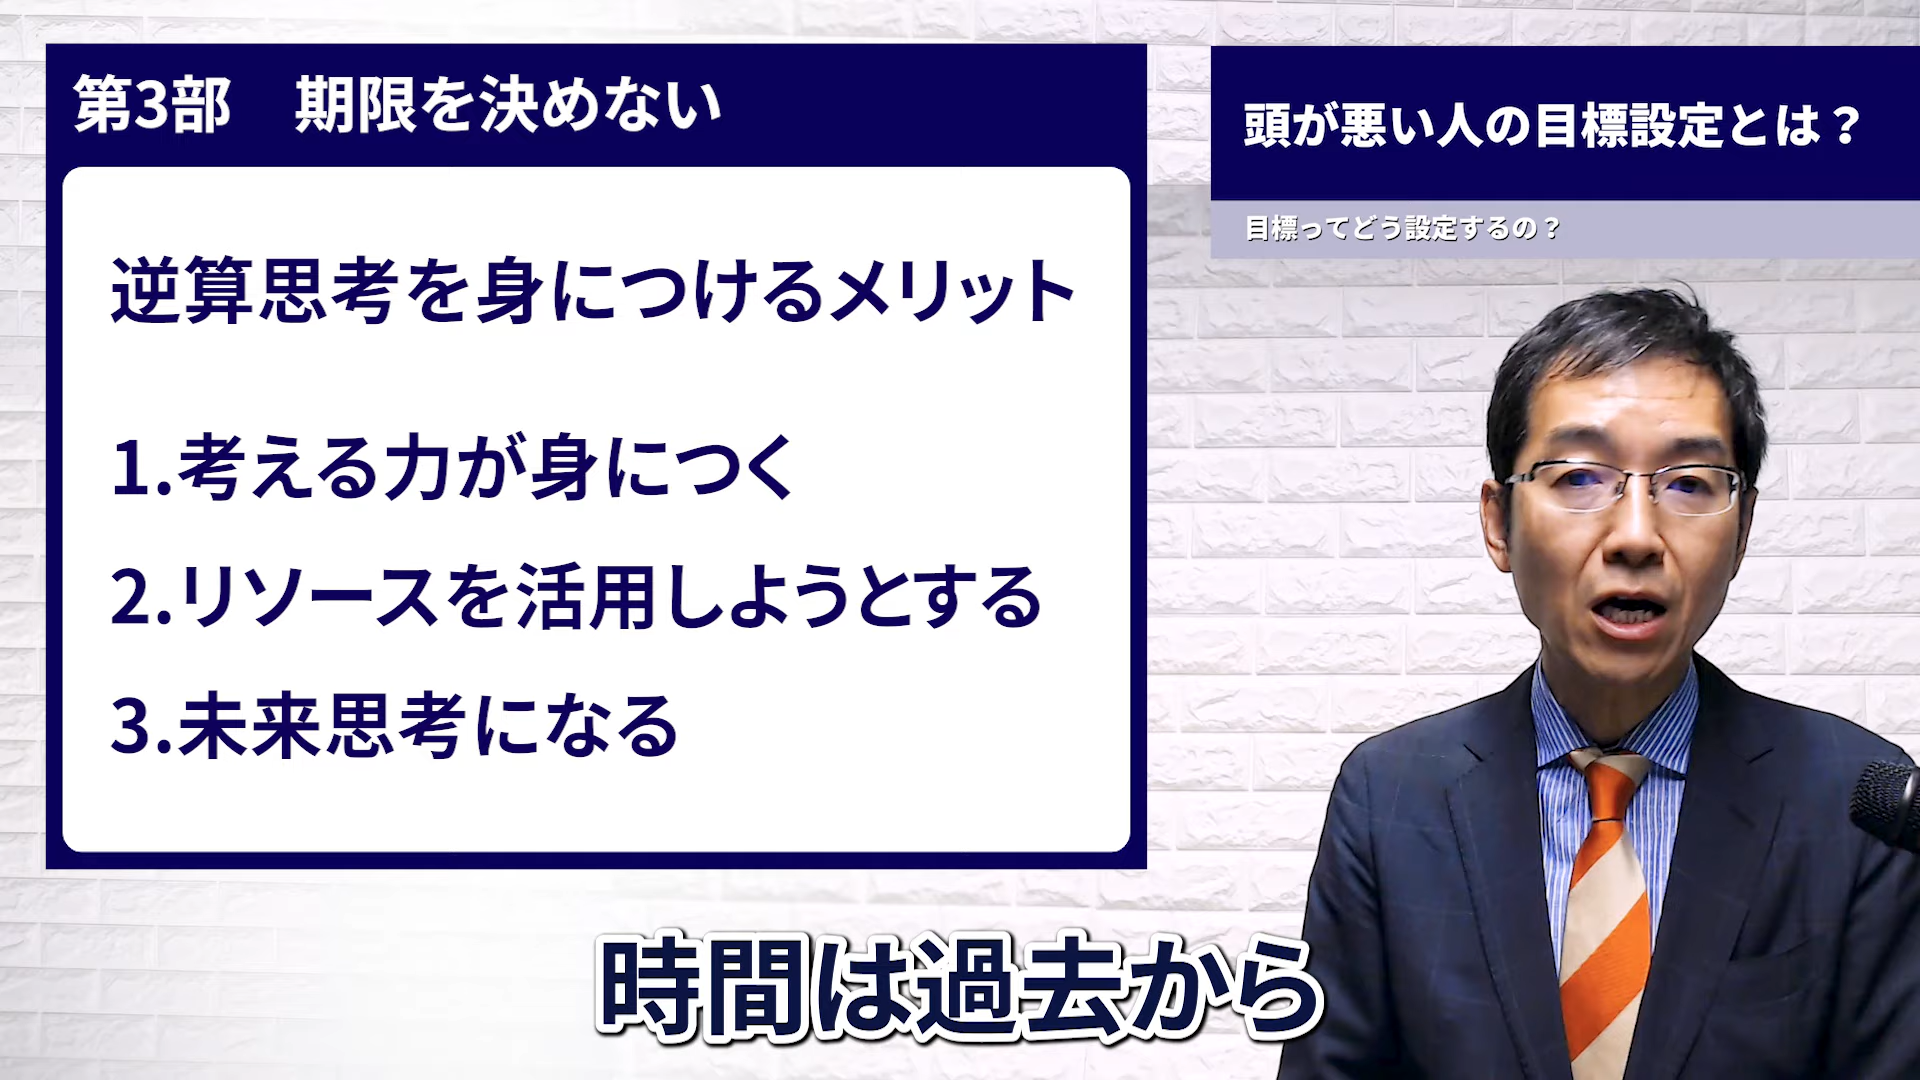 第3部　期限を決めない
頭が悪い人の目標設定とは？
目標ってどう設定するの？
逆算思考を身につけるメリット
1.考える力が身につく
2.リソースを活用しようとする
3.未来思考になる
時間は過去から